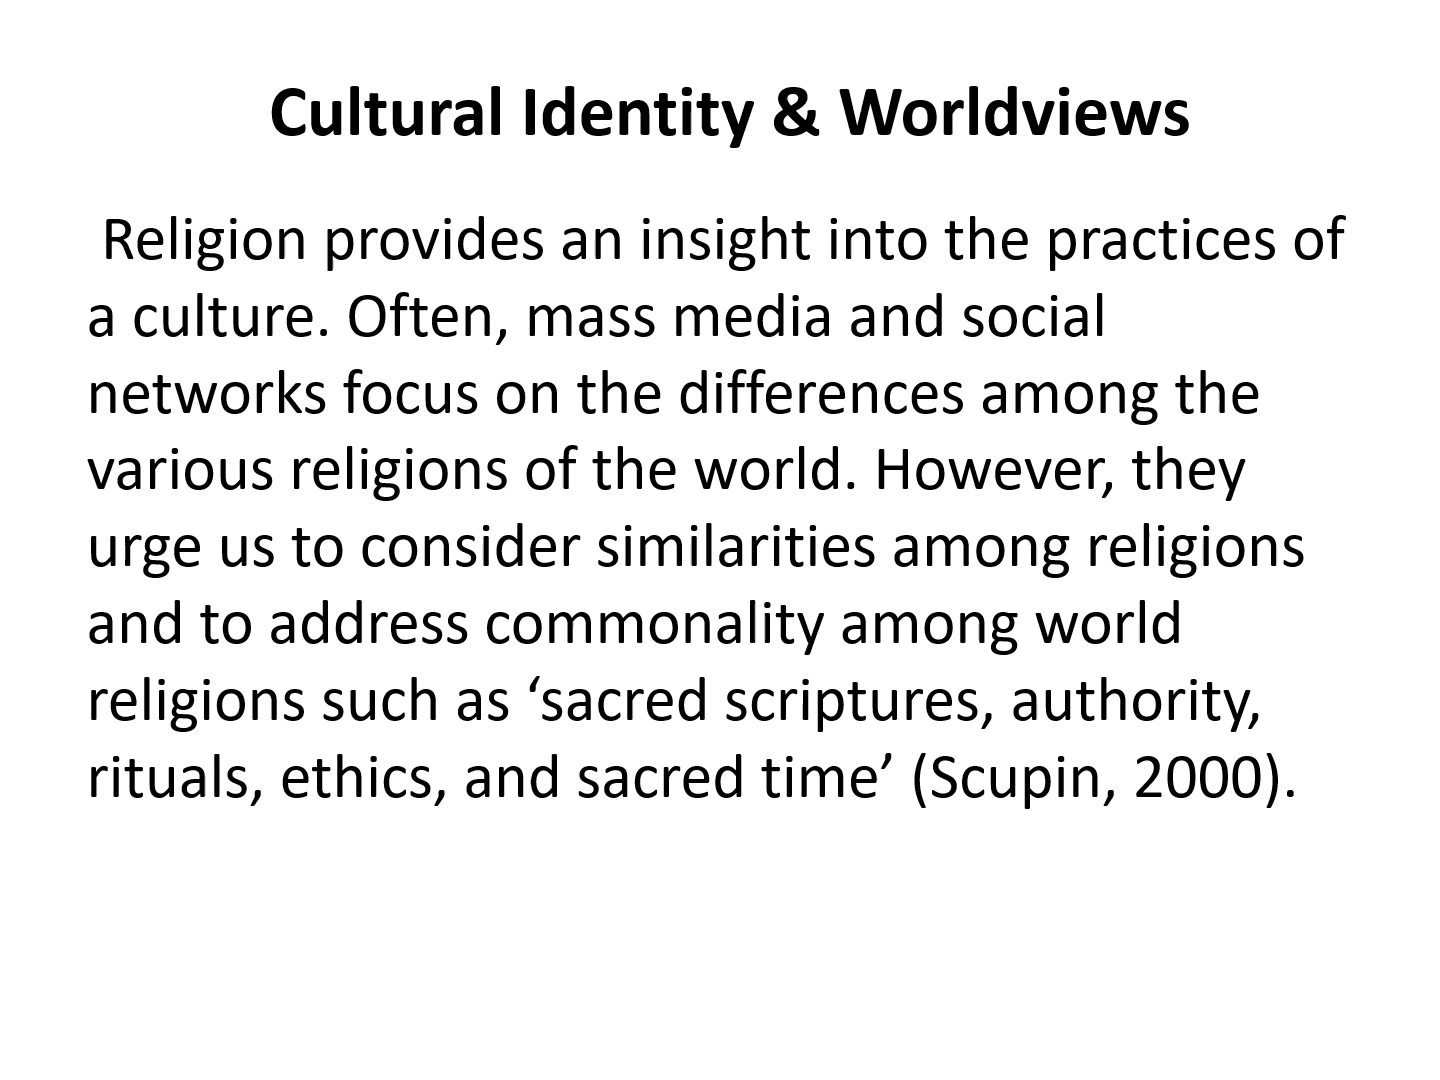 Cultural Identity & Worldviews
Religion provides an insight into the practices of
a culture. Often, mass media and social
networks focus on the differences among the
various religions of the world. However, they
urge us to consider similarities among religions
and to address commonality among world
religions such as ‘sacred scriptures, authority,
rituals, ethics, and sacred time’ (Scupin, 2000).